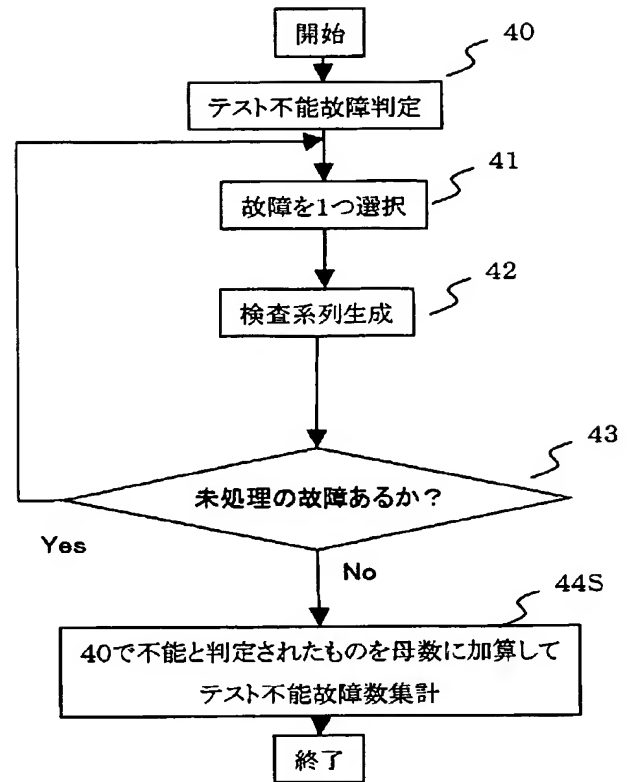 開始
40
テスト不能故障判定
41
故障を1つ選択
42
検査系列生成
43
未処理の故障あるか?
Yes
No
44S
40で不能と判定されたものを母数に加算して
テスト不能故障数集計
終了